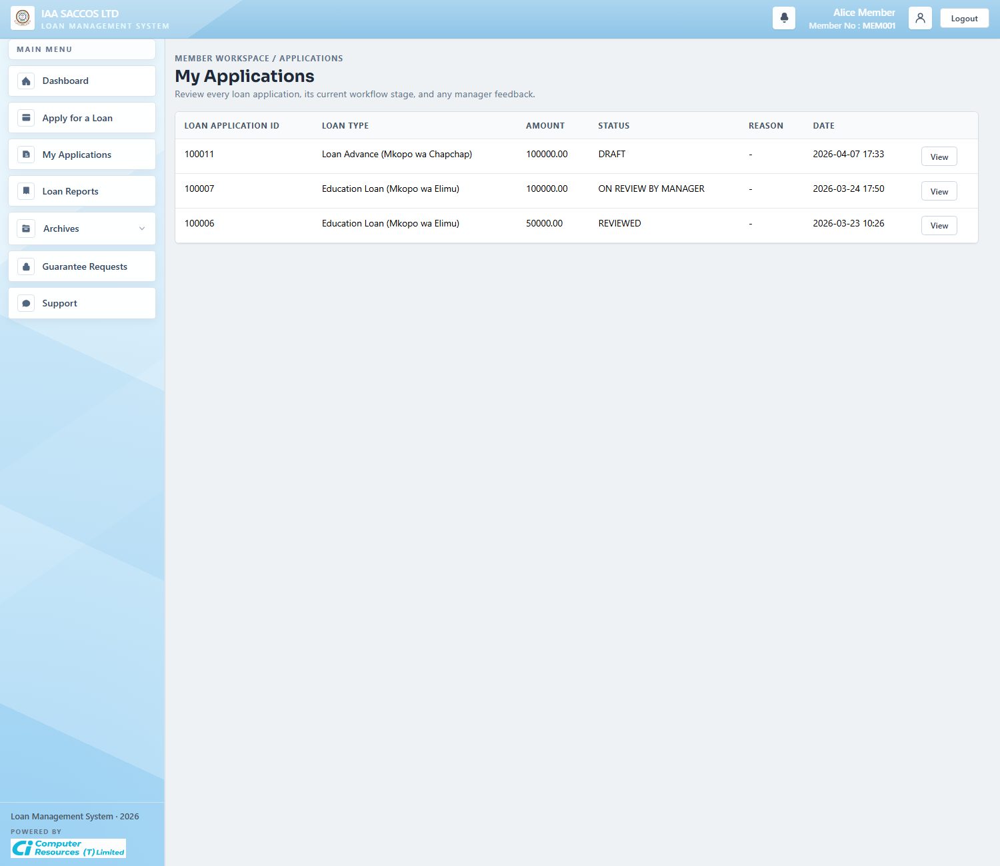 IAA SACCOS LTD
LOAN MANAGEMENT SYSTEM
Alice Member
Member No : MEM001
Logout
MAIN MENU
Dashboard
Apply for a Loan
My Applications
Loan Reports
Archives
Guarantee Requests
Support
MEMBER WORKSPACE / APPLICATIONS
My Applications
Review every loan application, its current workflow stage, and any manager feedback.
LOAN APPLICATION ID LOAN TYPE AMOUNT STATUS REASON DATE
100011 Loan Advance (Mkopo wa Chapchap) 100000.00 DRAFT - 2026-04-07 17:33 View
100007 Education Loan (Mkopo wa Elimu) 100000.00 ON REVIEW BY MANAGER - 2026-03-24 17:50 View
100006 Education Loan (Mkopo wa Elimu) 50000.00 REVIEWED - 2026-03-23 10:26 View
Loan Management System · 2026
POWERED BY
Ci Computer
Resources (T) Limited